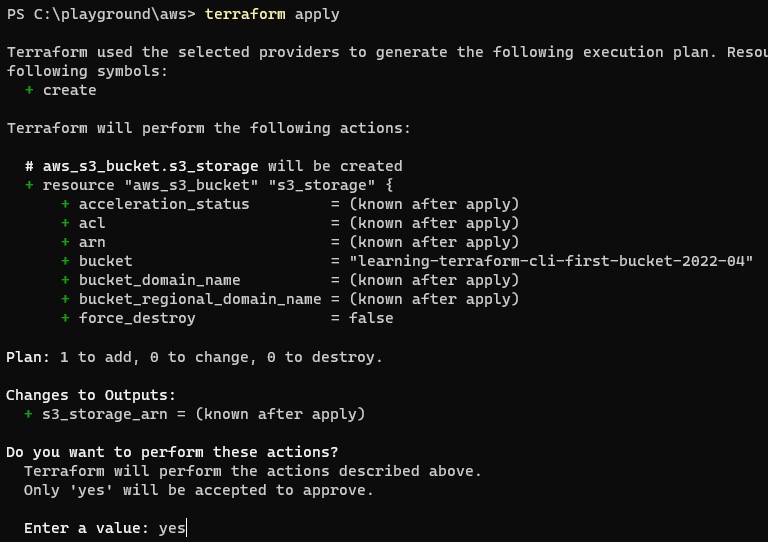 PS C:\playground\aws> terraform apply
Terraform used the selected providers to generate the following execution plan.
following symbols:
+ create
Terraform will perform the following actions:
# aws_s3_bucket.s3_storage will be created
+ resource "aws_s3_bucket" "s3_storage" {
+ acceleration_status = (known after apply)
+ acl = (known after apply)
+ arn = (known after apply)
+ bucket = "learning-terraform-cli-first-bucket-2022-04"
+ bucket_domain_name = (known after apply)
+ bucket_regional_domain_name = (known after apply)
+ force_destroy = false
Plan: 1 to add, 0 to change, 0 to destroy.
Changes to Outputs:
+ s3_storage_arn = (known after apply)
Do you want to perform these actions?
Terraform will perform the actions described above.
Only 'yes' will be accepted to approve.
Enter a value: yes